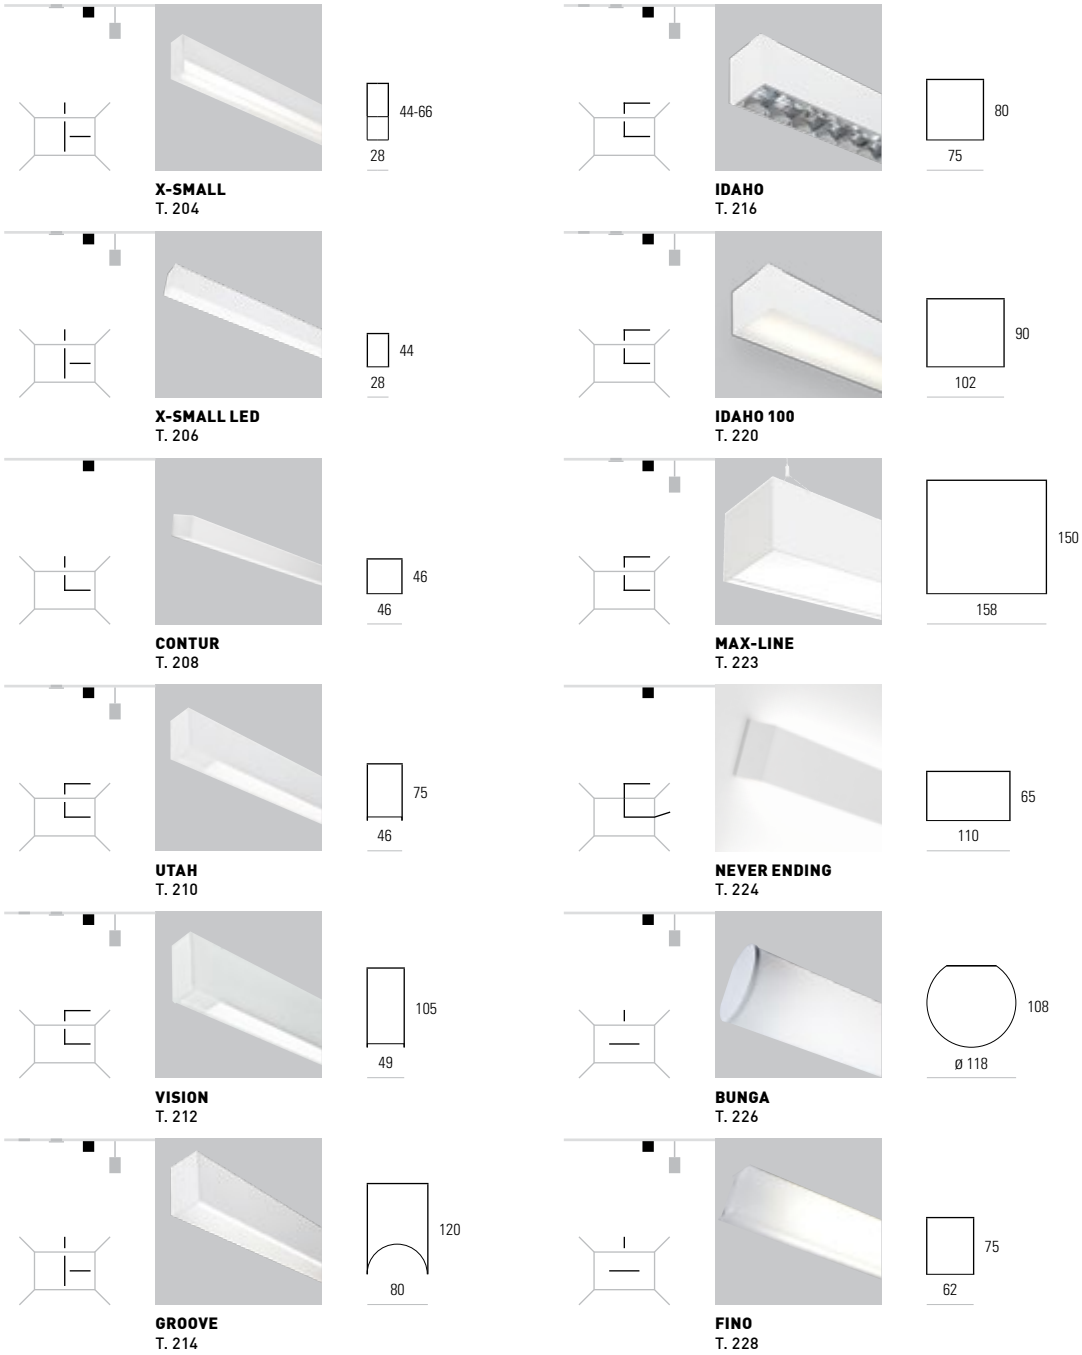 44-66
28
X-SMALL
T. 204
80
75
IDAHO
T. 216
44
28
X-SMALL LED
T. 206
90
102
IDAHO 100
T. 220
46
46
CONTUR
T. 208
150
158
MAX-LINE
T. 223
75
46
UTAH
T. 210
65
110
NEVER ENDING
T. 224
105
49
VISION
T. 212
108
ø 118
BUNGA
T. 226
120
80
GROOVE
T. 214
75
62
FINO
T. 228